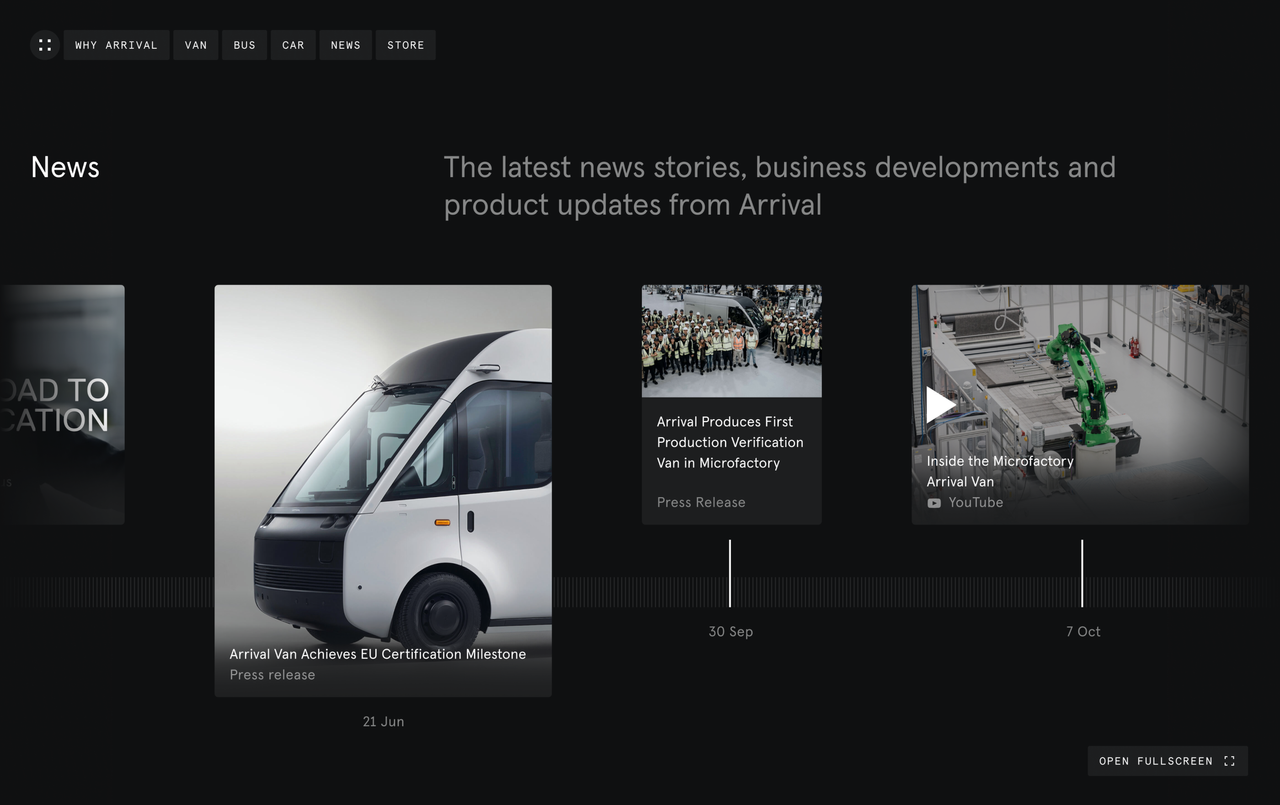 WHY ARRIVAL
VAN
BUS
CAR
NEWS
STORE
News
The latest news stories, business developments and
product updates from Arrival
OAD TO
CATION
Arrival Van Achieves EU Certification Milestone
Press release
21 Jun
Arrival Produces First
Production Verification
Van in Microfactory
Press Release
30 Sep
Inside the Microfactory
Arrival Van
YouTube
7 Oct
OPEN FULLSCREEN